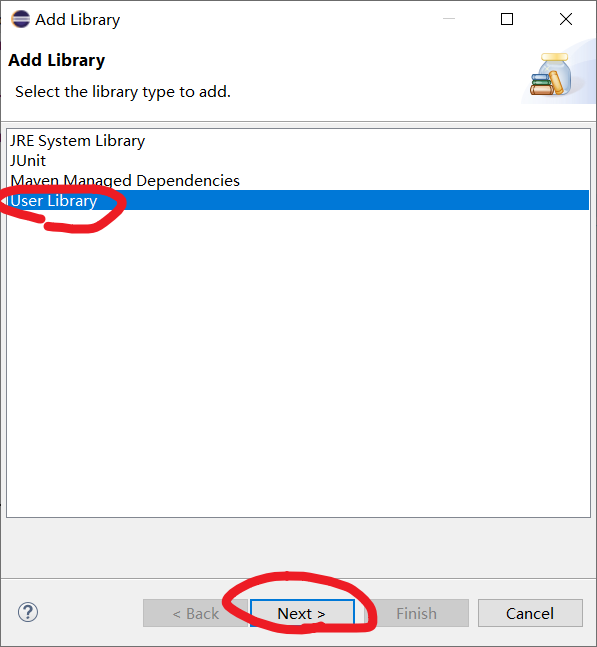 Add Library
Add Library
Select the library type to add.
JRE System Library
JUnit
Maven Managed Dependencies
User Library
?
< Back Next > Finish Cancel